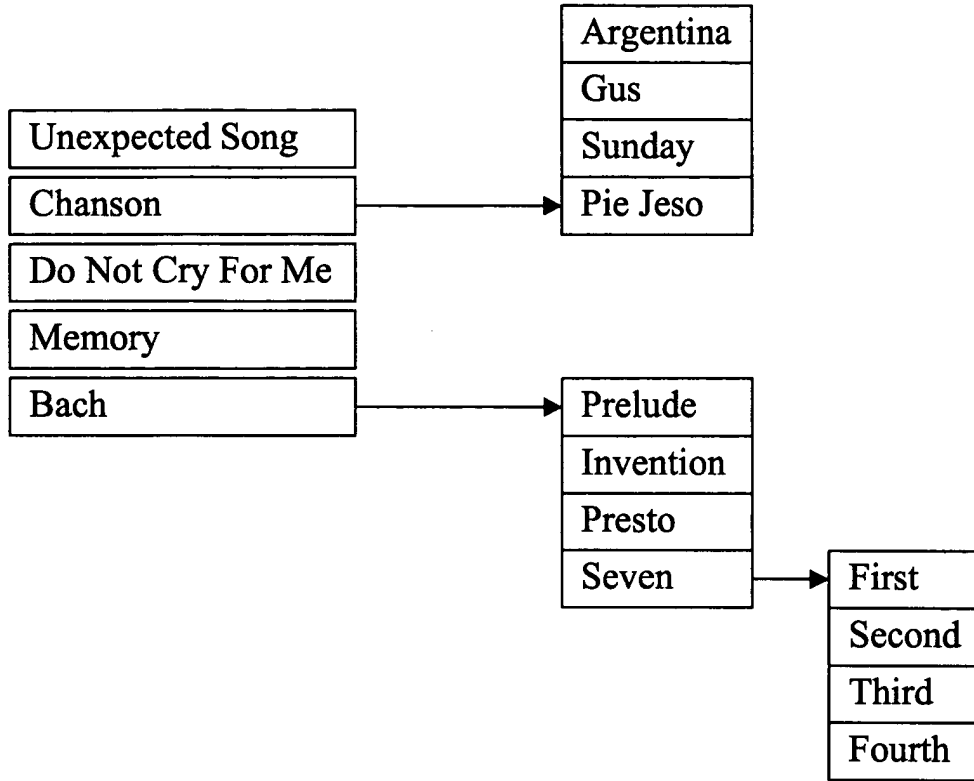 Argentina
Gus
Unexpected Song
Sunday
Chanson
Pie Jeso
Do Not Cry For Me
Memory
Bach
Prelude
Invention
Presto
Seven
First
Second
Third
Fourth